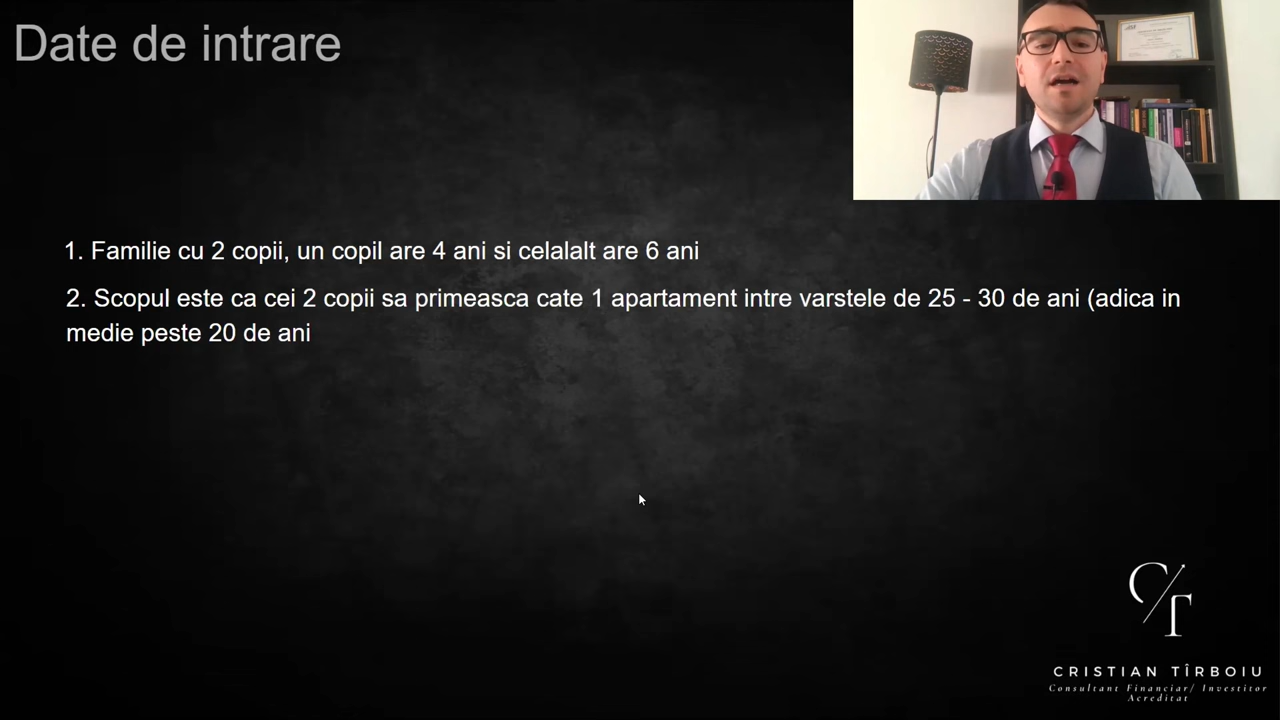 Date de intrare
1. Familie cu 2 copii, un copil are 4 ani si celalalt are 6 ani
2. Scopul este ca cei 2 copii sa primeasca cate 1 apartament intre varstele de 25 - 30 de ani (adica in
medie peste 20 de ani
CRISTIAN TÎRBOIU
Consultant Financiar/ Investitor
Acreditat